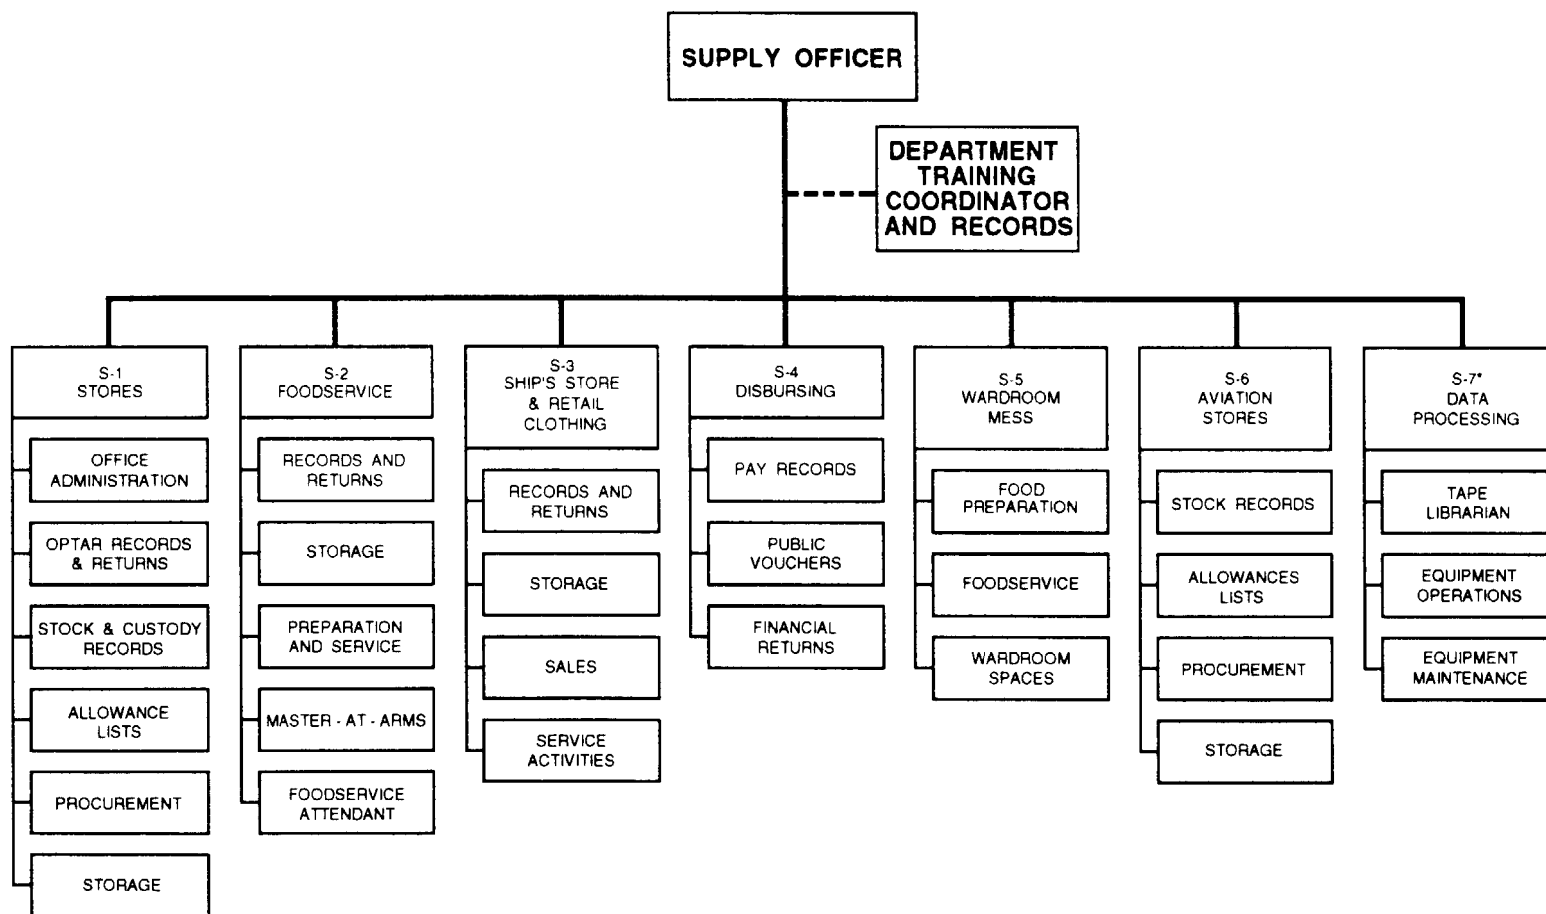 SUPPLY OFFICER
DEPARTMENT
TRAINING
COORDINATOR
AND RECORDS
S-1
STORES
OFFICE
ADMINISTRATION
OPTAR RECORDS
& RETURNS
STOCK & CUSTODY
RECORDS
ALLOWANCE
LISTS
PROCUREMENT
STORAGE
S-2
FOODSERVICE
RECORDS AND
RETURNS
STORAGE
PREPARATION
AND SERVICE
MASTER - AT - ARMS
FOODSERVICE
ATTENDANT
S-3
SHIP'S STORE
& RETAIL
CLOTHING
RECORDS AND
RETURNS
STORAGE
SALES
SERVICE
ACTIVITIES
S-4
DISBURSING
PAY RECORDS
PUBLIC
VOUCHERS
FINANCIAL
RETURNS
S-5
WARDROOM
MESS
FOOD
PREPARATION
FOODSERVICE
WARDROOM
SPACES
S-6
AVIATION
STORES
STOCK RECORDS
ALLOWANCES
LISTS
PROCUREMENT
STORAGE
S-7*
DATA
PROCESSING
TAPE
LIBRARIAN
EQUIPMENT
OPERATIONS
EQUIPMENT
MAINTENANCE